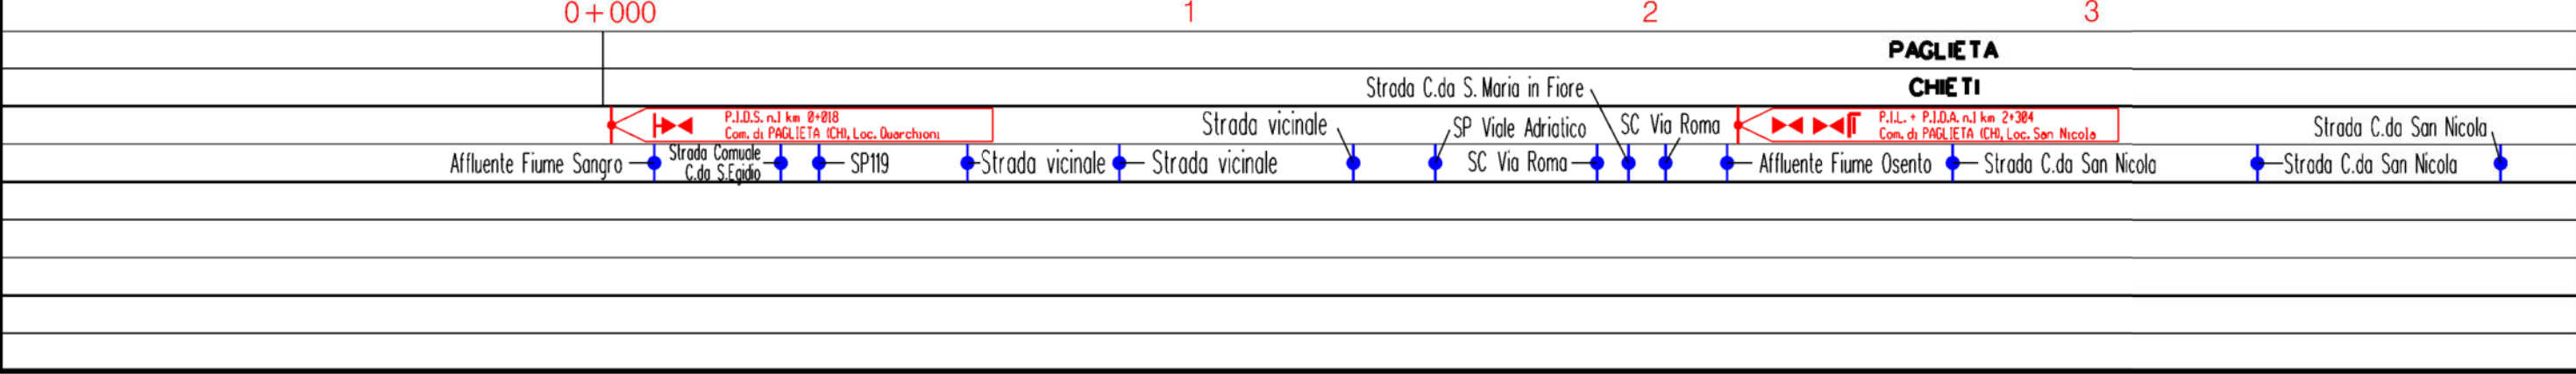 0+000 1 2 3
PAGLIETA
Strada C.da S. Maria in Fiore CHIETI
P.I.D.S. n.1 km 0+018
Com. di PAGLIETA (CH), Loc. Quarchioni
Strada vicinale
SP Viale Adriatico
SC Via Roma
P.I.L. + P.I.D.A. n.1 km 2+304
Com. di PAGLIETA (CH), Loc. San Nicola
Strada C.da San Nicola
Affluente Fiume Sangro
Strada Comuale
C.da S.Egidio
SP119
Strada vicinale
Strada vicinale
SC Via Roma
Affluente Fiume Osento
Strada C.da San Nicola
Strada C.da San Nicola